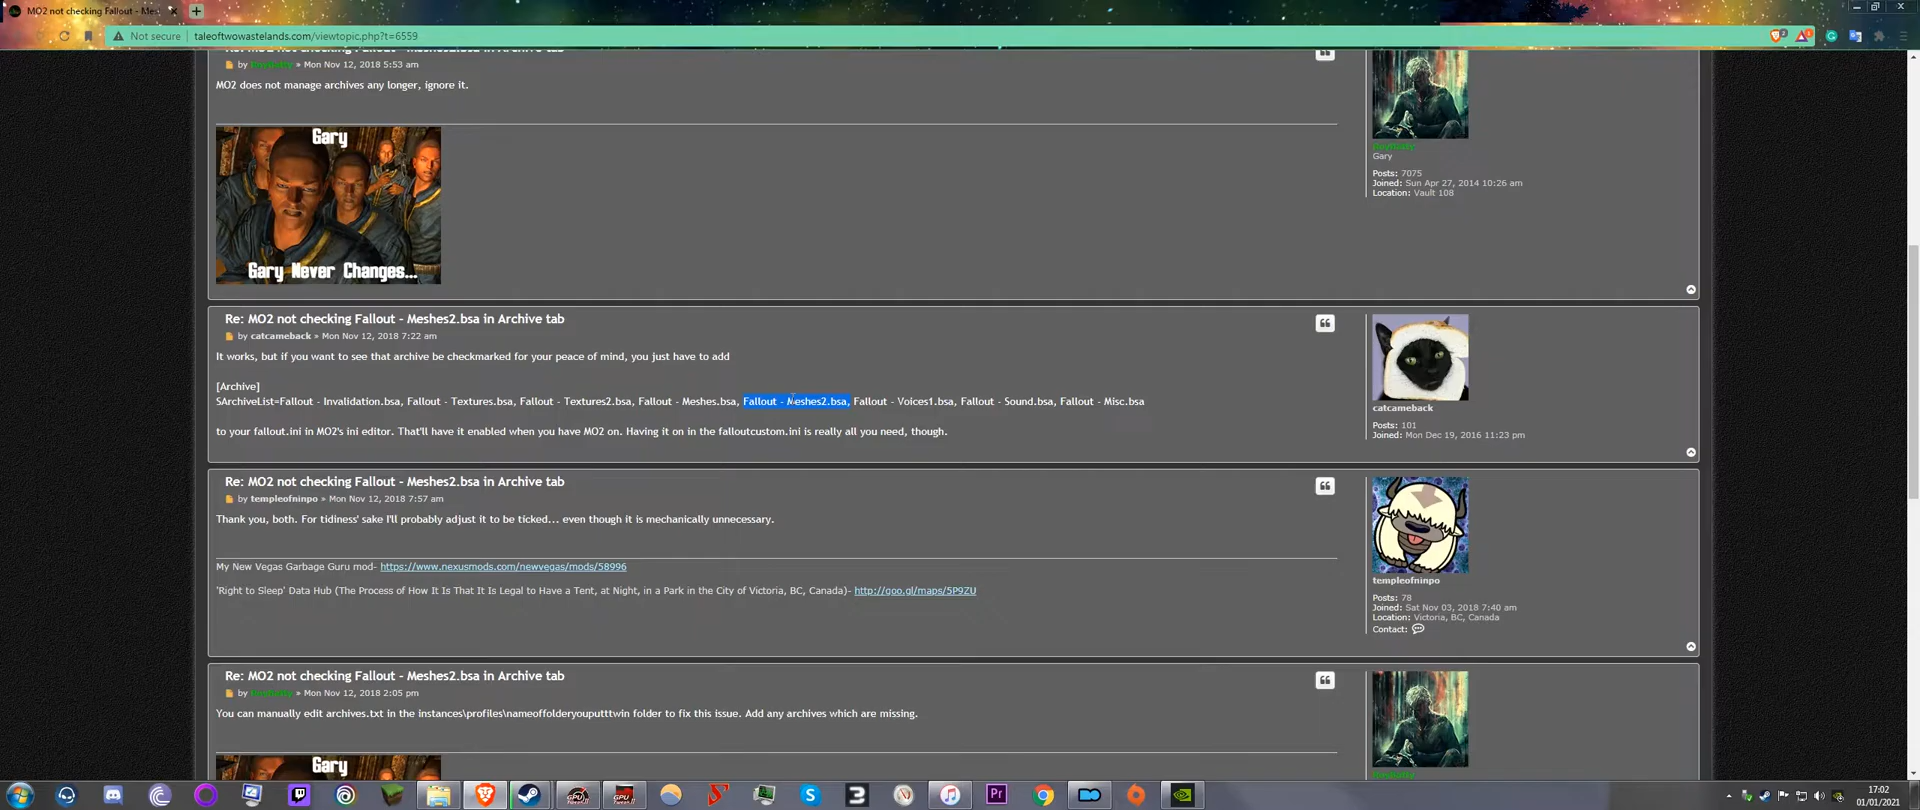 MO2 not checking Fallout - Mes
Not secure
taleoftwowastelands.com/viewtopic.php?t=6559
Re: MO2 not checking Fallout - Meshes2.bsa in Archive tab
by » Mon Nov 12, 2018 5:53 am
MO2 does not manage archives any longer, ignore it.
Gary
Gary Never Changes...
Gary
Posts: 7075
Joined: Sun Apr 27, 2014 10:26 am
Location: Vault 108
Re: MO2 not checking Fallout - Meshes2.bsa in Archive tab
by catcameback » Mon Nov 12, 2018 7:22 am
It works, but if you want to see that archive be checkmarked for your peace of mind, you just have to add
[Archive]
SArchiveList=Fallout - Invalidation.bsa, Fallout - Textures.bsa, Fallout - Textures2.bsa, Fallout - Meshes.bsa, Fallout - Meshes2.bsa, Fallout - Voices1.bsa, Fallout - Sound.bsa, Fallout - Misc.bsa
to your fallout.ini in MO2's ini editor. That'll have it enabled when you have MO2 on. Having it on in the falloutcustom.ini is really all you need, though.
catcameback
Posts: 101
Joined: Mon Dec 19, 2016 11:23 pm
Re: MO2 not checking Fallout - Meshes2.bsa in Archive tab
by templeofninpo » Mon Nov 12, 2018 7:57 am
Thank you, both. For tidiness' sake I'll probably adjust it to be ticked... even though it is mechanically unnecessary.
My New Vegas Garbage Guru mod- https://www.nexusmods.com/newvegas/mods/58996
'Right to Sleep' Data Hub (The Process of How It Is That It Is Legal to Have a Tent, at Night, in a Park in the City of Victoria, BC, Canada)- http://goo.gl/maps/5P9ZU
templeofninpo
Posts: 78
Joined: Sat Nov 03, 2018 7:40 am
Location: Victoria, BC, Canada
Contact:
Re: MO2 not checking Fallout - Meshes2.bsa in Archive tab
by » Mon Nov 12, 2018 2:05 pm
You can manually edit archives.txt in the instances\profiles\nameoffolderyouputttwin folder to fix this issue. Add any archives which are missing.
Gary
17:02
01/01/2021